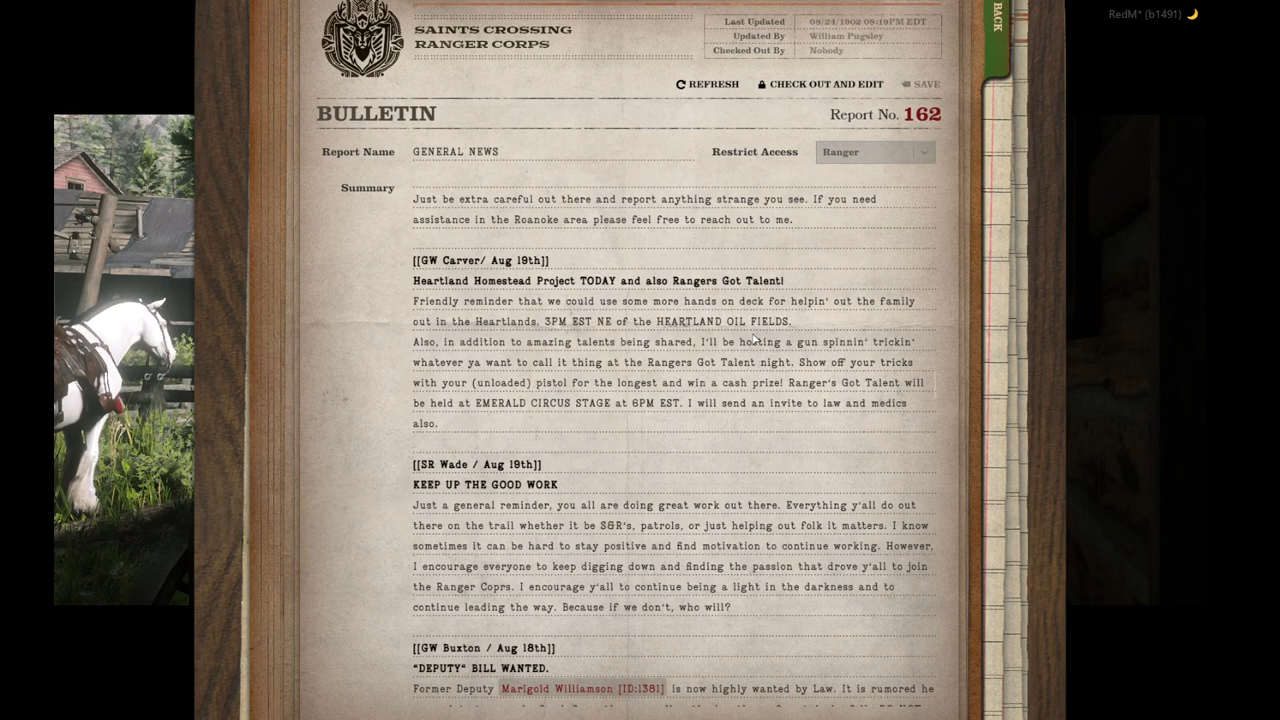 RedM* (b1491)
BACK
SAINTS CROSSING
RANGER CORPS
Last Updated 08/24/1902 08:19PM EDT
Updated By William Pugsley
Checked Out By Nobody
REFRESH CHECK OUT AND EDIT SAVE
BULLETIN Report No. 162
Report Name GENERAL NEWS Restrict Access Ranger
Summary
Just be extra careful out there and report anything strange you see. If you need
assistance in the Roanoke area please feel free to reach out to me.
[[GW Carver/ Aug 19th]]
Heartland Homestead Project TODAY and also Rangers Got Talent!
Friendly reminder that we could use some more hands on deck for helpin' out the family
out in the Heartlands. 3PM EST NE of the HEARTLAND OIL FIELDS.
Also, in addition to amazing talents being shared, I'll be hosting a gun spinnin' trickin'
whatever ya want to call it thing at the Rangers Got Talent night. Show off your tricks
with your (unloaded) pistol for the longest and win a cash prize! Ranger's Got Talent will
be held at EMERALD CIRCUS STAGE at 6PM EST. I will send an invite to law and medics
also.
[[SR Wade / Aug 19th]]
KEEP UP THE GOOD WORK
Just a general reminder, you all are doing great work out there. Everything y'all do out
there on the trail whether it be S&R's, patrols, or just helping out folk it matters. I know
sometimes it can be hard to stay positive and find motivation to continue working. However,
I encourage everyone to keep digging down and finding the passion that drove y'all to join
the Ranger Coprs. I encourage y'all to continue being a light in the darkness and to
continue leading the way. Because if we don't, who will?
[[GW Buxton / Aug 18th]]
"DEPUTY" BILL WANTED.
Former Deputy Marigold Williamson [ID:1381] is now highly wanted by Law. It is rumored he